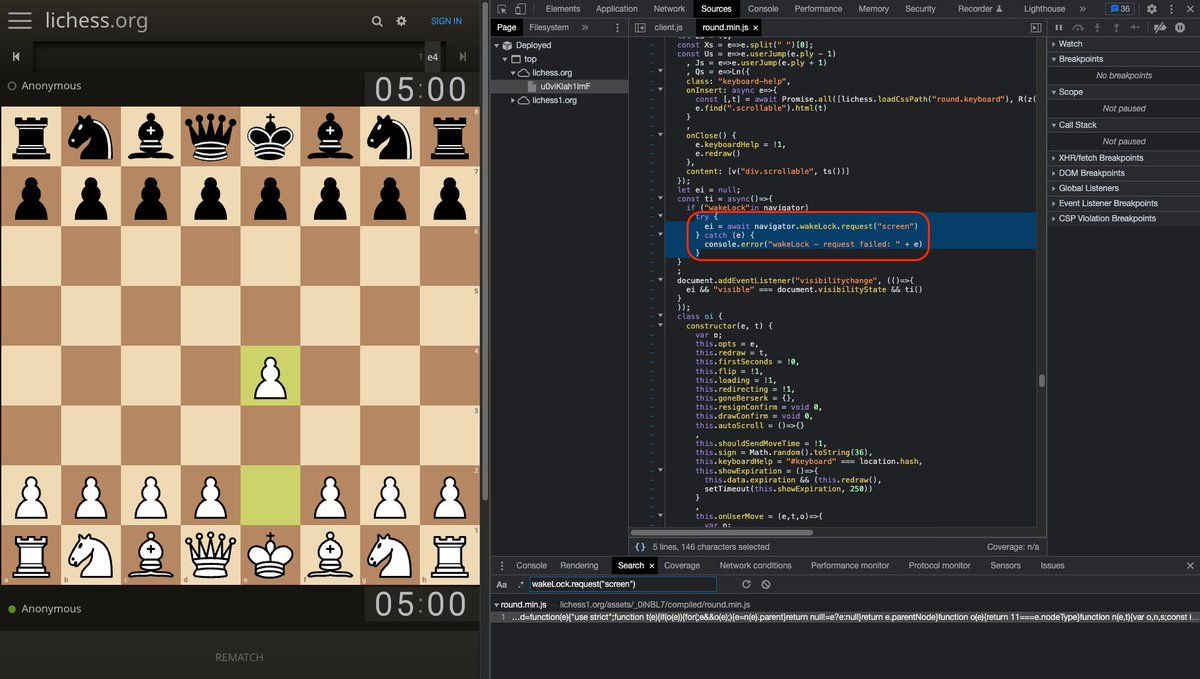 lichess.org
SIGN IN
1 e4
Anonymous
05:00
8
7
6
5
4
3
2
1
a b c d e f g h
Anonymous
05:00
REMATCH
Elements Application Network Sources Console Performance Memory Security Recorder Lighthouse » 36
Page Filesystem »
client.js round.min.js ×
Deployed
top
lichess.org
u0viKlah1lmF
lichess1.org
const Xs = e=>e.split(" ")[0];
const Us = e=>e.userJump(e.ply - 1)
, Js = e=>e.userJump(e.ply + 1)
, Qs = e=>Ln({
class: "keyboard-help",
onInsert: async e=>{
const [,t] = await Promise.all([lichess.loadCssPath("round.keyboard"), R(z(
e.find(".scrollable").html(t)
}
,
onClose() {
e.keyboardHelp = !1,
e.redraw()
},
content: [v("div.scrollable", ts())]
});
let ei = null;
const ti = async()=>{
if ("wakeLock"in navigator)
try {
ei = await navigator.wakeLock.request("screen")
} catch (e) {
console.error("wakeLock - request failed: " + e)
}
}
;
document.addEventListener("visibilitychange", (()=>{
ei && "visible" === document.visibilityState && ti()
}
));
class oi {
constructor(e, t) {
var o;
this.opts = e,
this.redraw = t,
this.firstSeconds = !0,
this.flip = !1,
this.loading = !1,
this.redirecting = !1,
this.goneBerserk = {},
this.resignConfirm = void 0,
this.drawConfirm = void 0,
this.autoScroll = ()=>{}
,
this.shouldSendMoveTime = !1,
this.sign = Math.random().toString(36),
this.keyboardHelp = "#keyboard" === location.hash,
this.showExpiration = ()=>{
this.data.expiration && (this.redraw(),
setTimeout(this.showExpiration, 250))
}
,
this.onUserMove = (e,t,o)=>{
{} 5 lines, 146 characters selected
Coverage: n/a
Watch
Breakpoints
No breakpoints
Scope
Not paused
Call Stack
Not paused
XHR/fetch Breakpoints
DOM Breakpoints
Global Listeners
Event Listener Breakpoints
CSP Violation Breakpoints
Console Rendering Search × Coverage Network conditions Performance monitor Protocol monitor Sensors Issues
Aa .* wakeLock.request("screen")
round.min.js — lichess1.org/assets/_0lNBL7/compiled/round.min.js
1 …d=function(e){"use strict";function t(e){if(o(e)){for(;e&&o(e);){e=n(e).parent}return null!=e?e:null}return e.parentNode}function o(e){return 11===e.nodeType}function n(e,t){var o,n,s;const i…